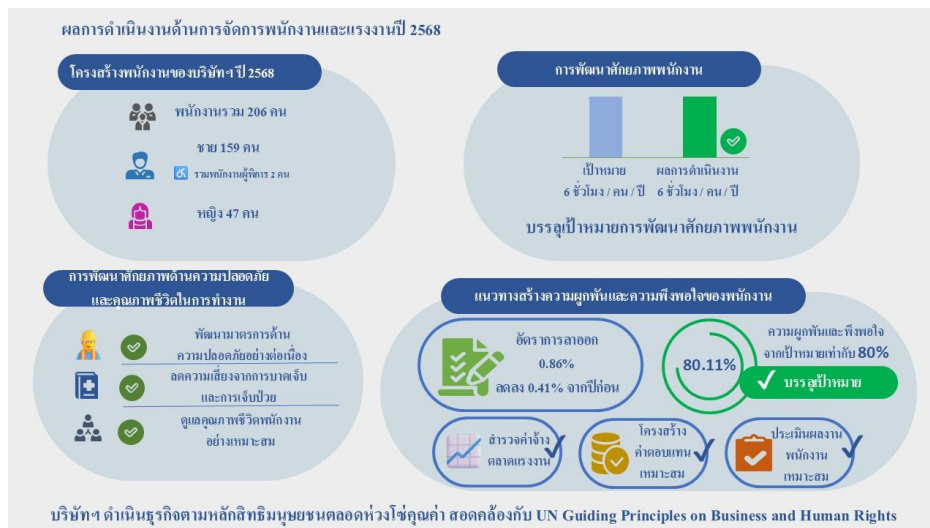 ผลการดำเนินงานด้านการจัดการพนักงานและแรงงานปี 2568
โครงสร้างพนักงานของบริษัทฯ ปี 2568
พนักงานรวม 206 คน
ชาย 159 คน
รวมพนักงานผู้พิการ 2 คน
หญิง 47 คน
การพัฒนาศักยภาพพนักงาน
เป้าหมาย
6 ชั่วโมง / คน / ปี
ผลการดำเนินงาน
6 ชั่วโมง / คน / ปี
บรรลุเป้าหมายการพัฒนาศักยภาพพนักงาน
การพัฒนาศักยภาพด้านความปลอดภัย
และคุณภาพชีวิตในการทำงาน
พัฒนามาตรการด้าน
ความปลอดภัยอย่างต่อเนื่อง
ลดความเสี่ยงจากการบาดเจ็บ
และการเจ็บป่วย
ดูแลคุณภาพชีวิตพนักงาน
อย่างเหมาะสม
แนวทางสร้างความผูกพันและความพึงพอใจของพนักงาน
อัตราการลาออก
0.86%
ลดลง 0.41% จากปีก่อน
80.11%
ความผูกพันและพึงพอใจ
จากเป้าหมายเท่ากับ 80%
บรรลุเป้าหมาย
สำรวจค่าจ้าง
ตลาดแรงงาน
โครงสร้าง
ค่าตอบแทน
เหมาะสม
ประเมินผลงาน
พนักงาน
เหมาะสม
บริษัทฯ ดำเนินธุรกิจตามหลักสิทธิมนุษยชนตลอดห่วงโซ่คุณค่า สอดคล้องกับ UN Guiding Principles on Business and Human Rights